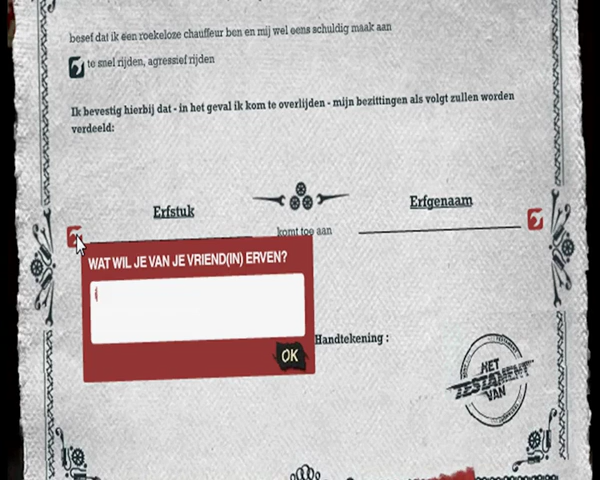 besef dat ik een roekeloze chauffeur ben en mij wel eens schuldig maak aan
te snel rijden, agressief rijden
Ik bevestig hierbij dat - in het geval ik kom te overlijden - mijn bezittingen als volgt zullen worden
verdeeld:
Erfstuk
Erfgenaam
komt toe aan
WAT WIL JE VAN JE VRIEND(IN) ERVEN?
OK
Handtekening :
HET
TESTAMENT
VAN